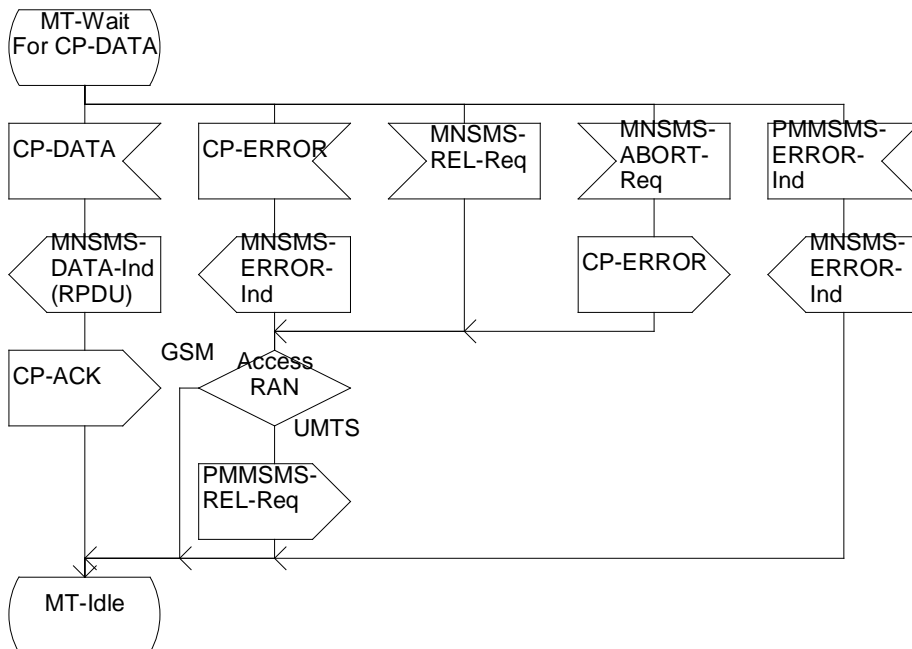 MT-Wait
For CP-DATA
CP-DATA
CP-ERROR
MNSMS-
REL-Req
MNSMS-
ABORT-
Req
PMMSMS-
ERROR-
Ind
MNSMS-
DATA-Ind
(RPDU)
MNSMS-
ERROR-
Ind
CP-ERROR
MNSMS-
ERROR-
Ind
CP-ACK
GSM
Access
RAN
UMTS
PMMSMS-
REL-Req
MT-Idle